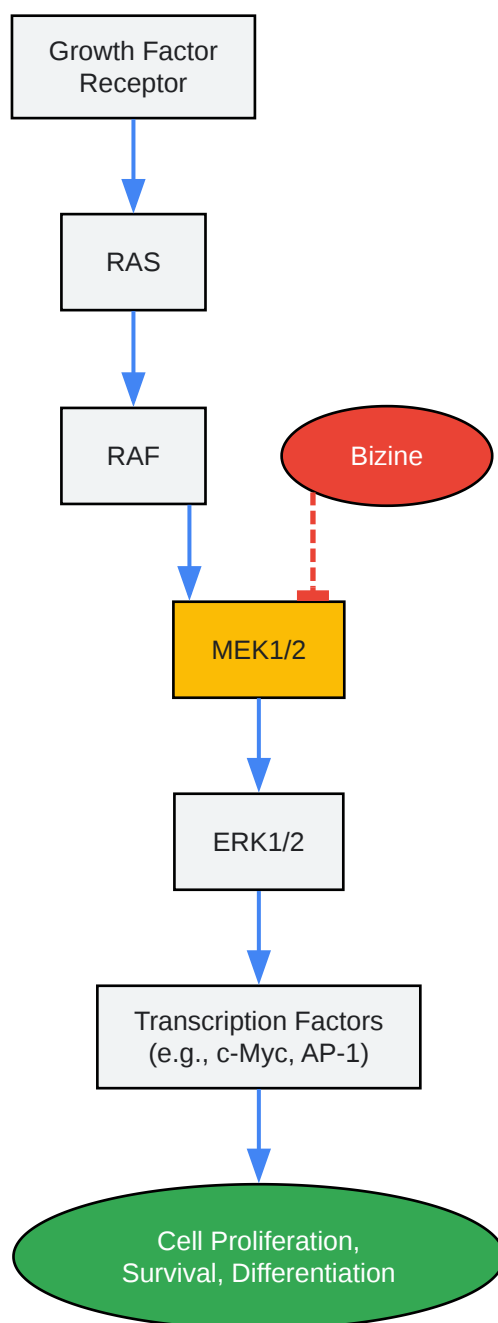 Growth Factor
Receptor
RAS
RAF
Bizine
MEK1/2
ERK1/2
Transcription Factors
(e.g., c-Myc, AP-1)
Cell Proliferation,
Survival, Differentiation